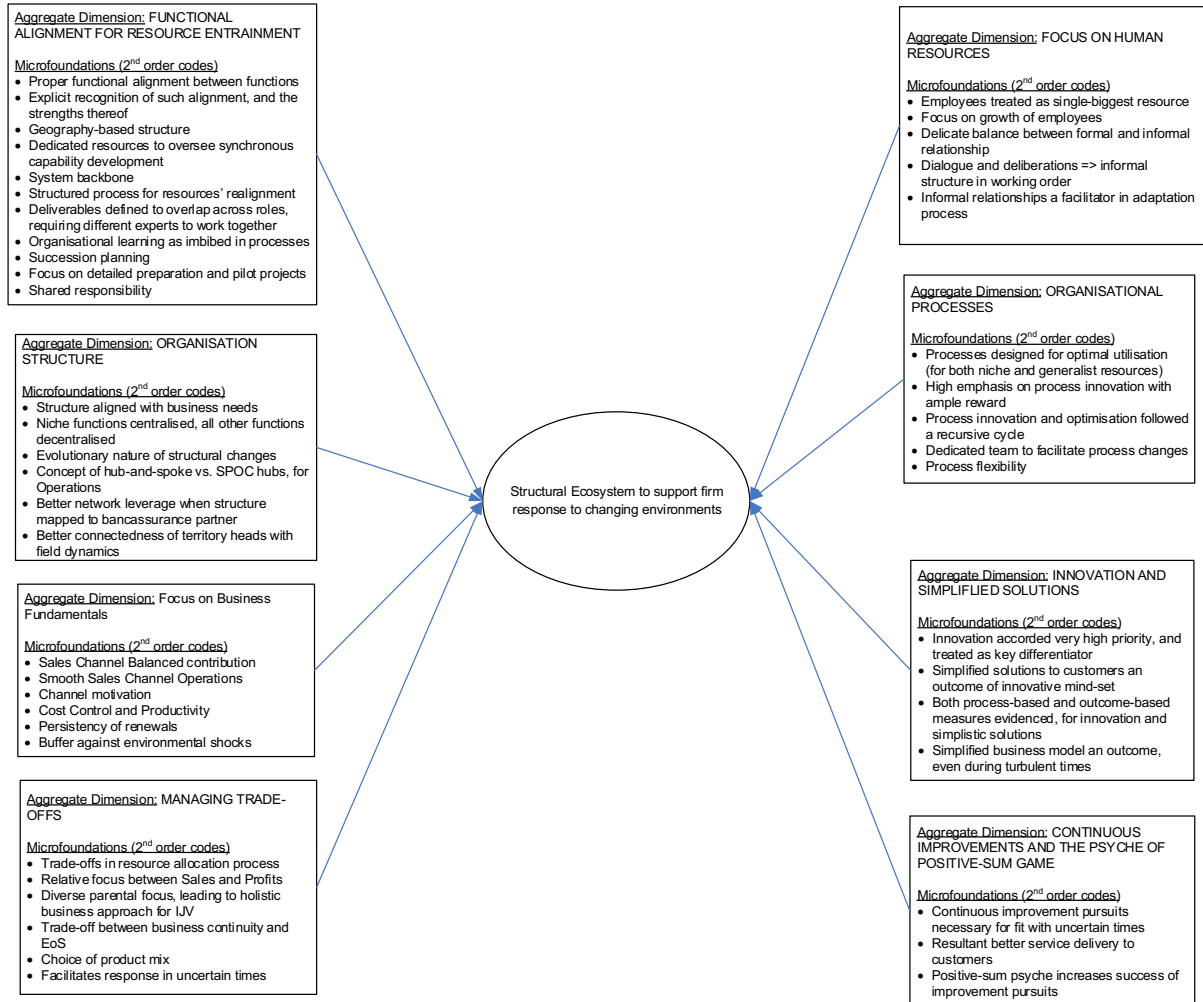 Aggregate Dimension: FUNCTIONAL
ALIGNMENT FOR RESOURCE ENTRAINMENT
Microfoundations (2nd order codes)
• Proper functional alignment between functions
• Explicit recognition of such alignment, and the
strengths thereof
• Geography-based structure
• Dedicated resources to oversee synchronous
capability development
• System backbone
• Structured process for resources' realignment
• Deliverables defined to overlap across roles,
requiring different experts to work together
• Organisational learning as imbibed in processes
• Succession planning
• Focus on detailed preparation and pilot projects
• Shared responsibility
Aggregate Dimension: ORGANISATION
STRUCTURE
Microfoundations (2nd order codes)
• Structure aligned with business needs
• Niche functions centralised, all other functions
decentralised
• Evolutionary nature of structural changes
• Concept of hub-and-spoke vs. SPOC hubs, for
Operations
• Better network leverage when structure
mapped to bancassurance partner
• Better connectedness of territory heads with
field dynamics
Aggregate Dimension: Focus on Business
Fundamentals
Microfoundations (2nd order codes)
• Sales Channel Balanced contribution
• Smooth Sales Channel Operations
• Channel motivation
• Cost Control and Productivity
• Persistency of renewals
• Buffer against environmental shocks
Aggregate Dimension: MANAGING TRADE-
OFFS
Microfoundations (2nd order codes)
• Trade-offs in resource allocation process
• Relative focus between Sales and Profits
• Diverse parental focus, leading to holistic
business approach for IJV
• Trade-off between business continuity and
EoS
• Choice of product mix
• Facilitates response in uncertain times
Structural Ecosystem to support firm
response to changing environments
Aggregate Dimension: FOCUS ON HUMAN
RESOURCES
Microfoundations (2nd order codes)
• Employees treated as single-biggest resource
• Focus on growth of employees
• Delicate balance between formal and informal
relationship
• Dialogue and deliberations => informal
structure in working order
• Informal relationships a facilitator in adaptation
process
Aggregate Dimension: ORGANISATIONAL
PROCESSES
Microfoundations (2nd order codes)
• Processes designed for optimal utilisation
(for both niche and generalist resources)
• High emphasis on process innovation with
ample reward
• Process innovation and optimisation followed
a recursive cycle
• Dedicated team to facilitate process changes
• Process flexibility
Aggregate Dimension: INNOVATION AND
SIMPLIFLIED SOLUTIONS
Microfoundations (2nd order codes)
• Innovation accorded very high priority, and
treated as key differentiator
• Simplified solutions to customers an
outcome of innovative mind-set
• Both process-based and outcome-based
measures evidenced, for innovation and
simplistic solutions
• Simplified business model an outcome,
even during turbulent times
Aggregate Dimension: CONTINUOUS
IMPROVEMENTS AND THE PSYCHE OF
POSITIVE-SUM GAME
Microfoundations (2nd order codes)
• Continuous improvement pursuits
necessary for fit with uncertain times
• Resultant better service delivery to
customers
• Positive-sum psyche increases success of
improvement pursuits